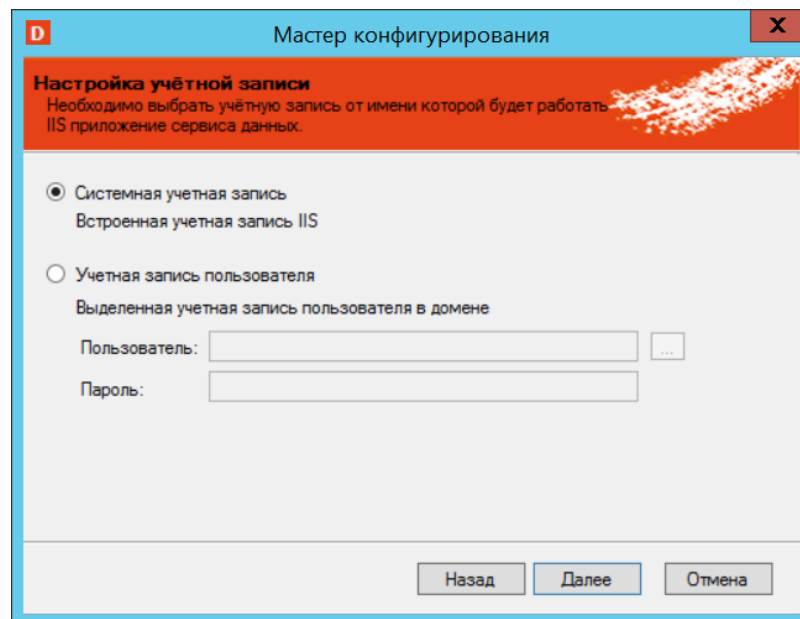 D
Мастер конфигурирования
X
Настройка учётной записи
Необходимо выбрать учётную запись от имени которой будет работать
IIS приложение сервиса данных.
Системная учетная запись
Встроенная учетная запись IIS
Учетная запись пользователя
Выделенная учетная запись пользователя в домене
Пользователь:
...
Пароль:
Назад Далее Отмена